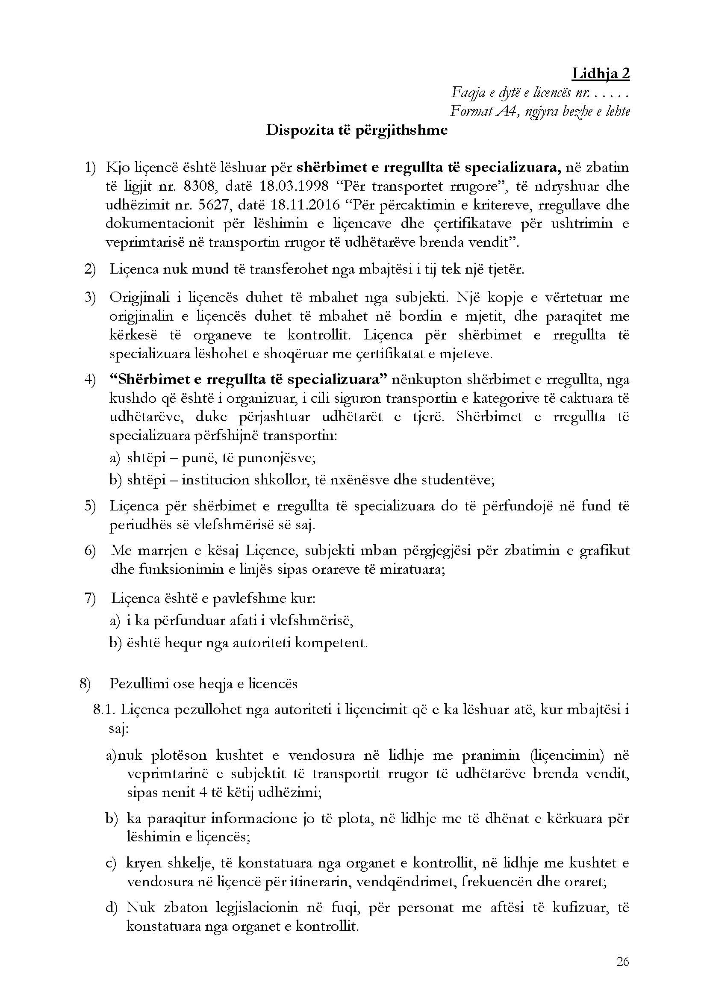 Lidhja 2
Faqja e dytë e licencës nr. . . . . .
Format A4, ngjyra bezhe e lehte
Dispozita të përgjithshme
1) Kjo liçencë është lëshuar për shërbimet e rregullta të specializuara, në zbatim
të ligjit nr. 8308, datë 18.03.1998 “Për transportet rrugore”, të ndryshuar dhe
udhëzimit nr. 5627, datë 18.11.2016 “Për përcaktimin e kritereve, rregullave dhe
dokumentacionit për lëshimin e liçencave dhe çertifikatave për ushtrimin e
veprimtarisë në transportin rrugor të udhëtarëve brenda vendit”.
2) Liçenca nuk mund të transferohet nga mbajtësi i tij tek një tjetër.
3) Origjinali i liçencës duhet të mbahet nga subjekti. Një kopje e vërtetuar me
origjinalin e liçencës duhet të mbahet në bordin e mjetit, dhe paraqitet me
kërkesë të organeve te kontrollit. Liçenca për shërbimet e rregullta të
specializuara lëshohet e shoqëruar me çertifikatat e mjeteve.
4) “Shërbimet e rregullta të specializuara” nënkupton shërbimet e rregullta, nga
kushdo që është i organizuar, i cili siguron transportin e kategorive të caktuara të
udhëtarëve, duke përjashtuar udhëtarët e tjerë. Shërbimet e rregullta të
specializuara përfshijnë transportin:
a) shtëpi – punë, të punonjësve;
b) shtëpi – institucion shkollor, të nxënësve dhe studentëve;
5) Liçenca për shërbimet e rregullta të specializuara do të përfundojë në fund të
periudhës së vlefshmërisë së saj.
6) Me marrjen e kësaj Liçence, subjekti mban përgjegjësi për zbatimin e grafikut
dhe funksionimin e linjës sipas orareve të miratuara;
7) Liçenca është e pavlefshme kur:
a) i ka përfunduar afati i vlefshmërisë,
b) është hequr nga autoriteti kompetent.
8) Pezullimi ose heqja e licencës
8.1. Liçenca pezullohet nga autoriteti i liçencimit që e ka lëshuar atë, kur mbajtësi i
saj:
a)nuk plotëson kushtet e vendosura në lidhje me pranimin (liçencimin) në
veprimtarinë e subjektit të transportit rrugor të udhëtarëve brenda vendit,
sipas nenit 4 të këtij udhëzimi;
b) ka paraqitur informacione jo të plota, në lidhje me të dhënat e kërkuara për
lëshimin e liçencës;
c) kryen shkelje, të konstatuara nga organet e kontrollit, në lidhje me kushtet e
vendosura në liçencë për itinerarin, vendqëndrimet, frekuencën dhe oraret;
d) Nuk zbaton legjislacionin në fuqi, për personat me aftësi të kufizuar, të
konstatuara nga organet e kontrollit.
26